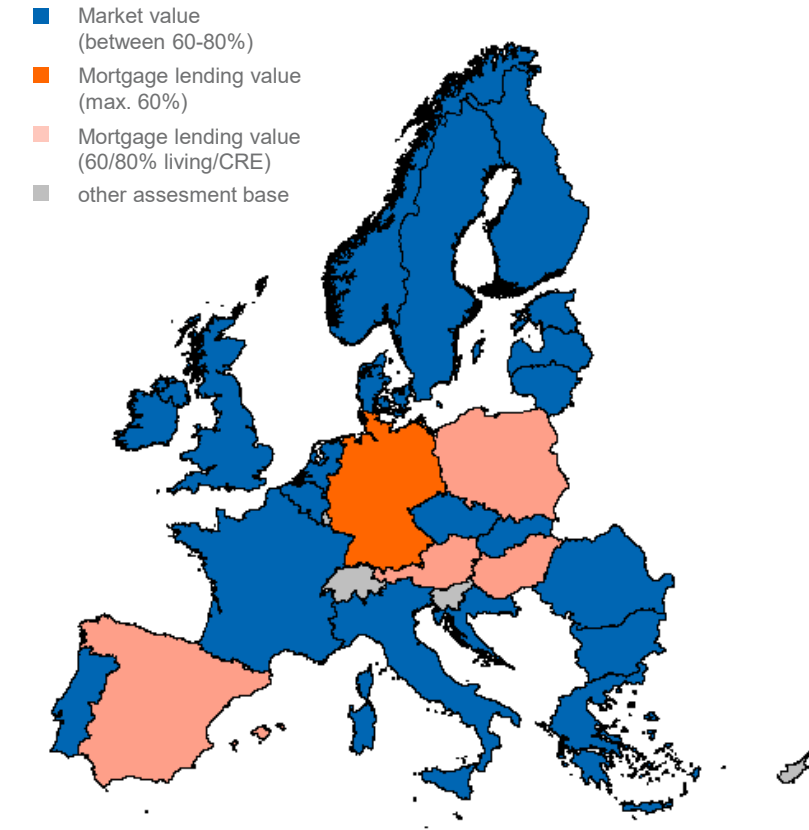 Market value
(between 60-80%)
Mortgage lending value
(max. 60%)
Mortgage lending value
(60/80% living/CRE)
other assesment base